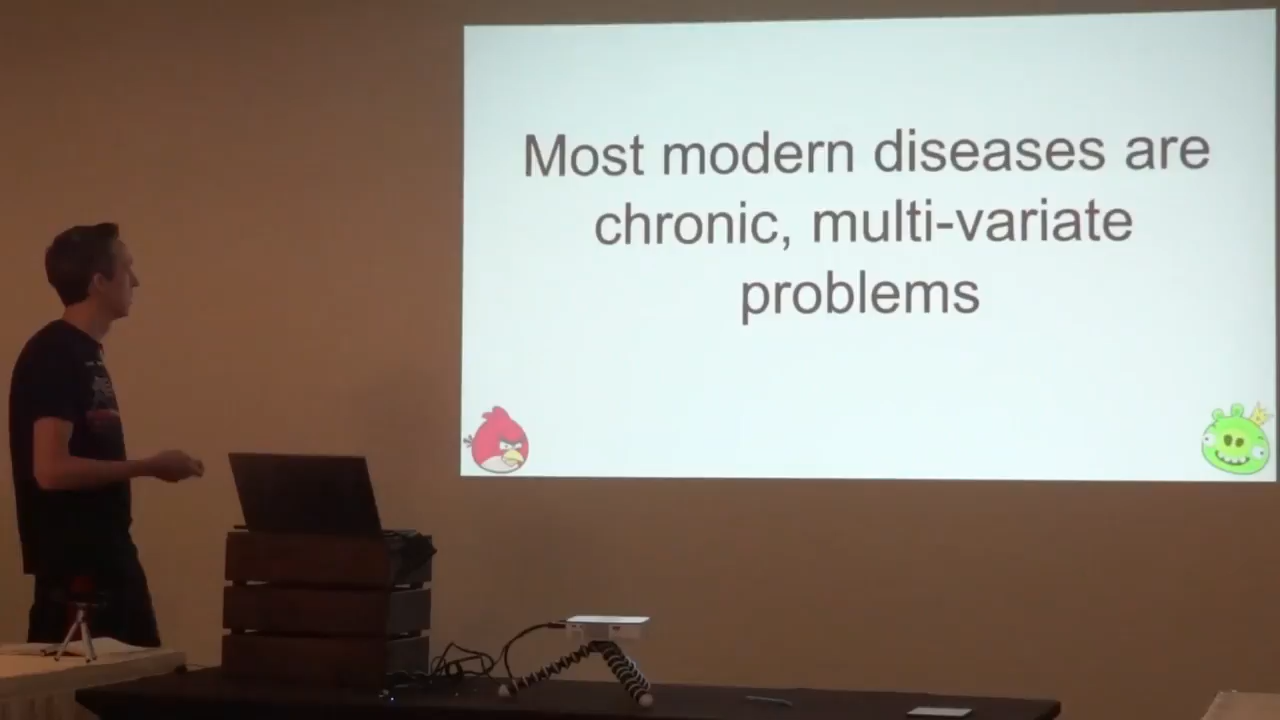 Most modern diseases are
chronic, multi-variate
problems